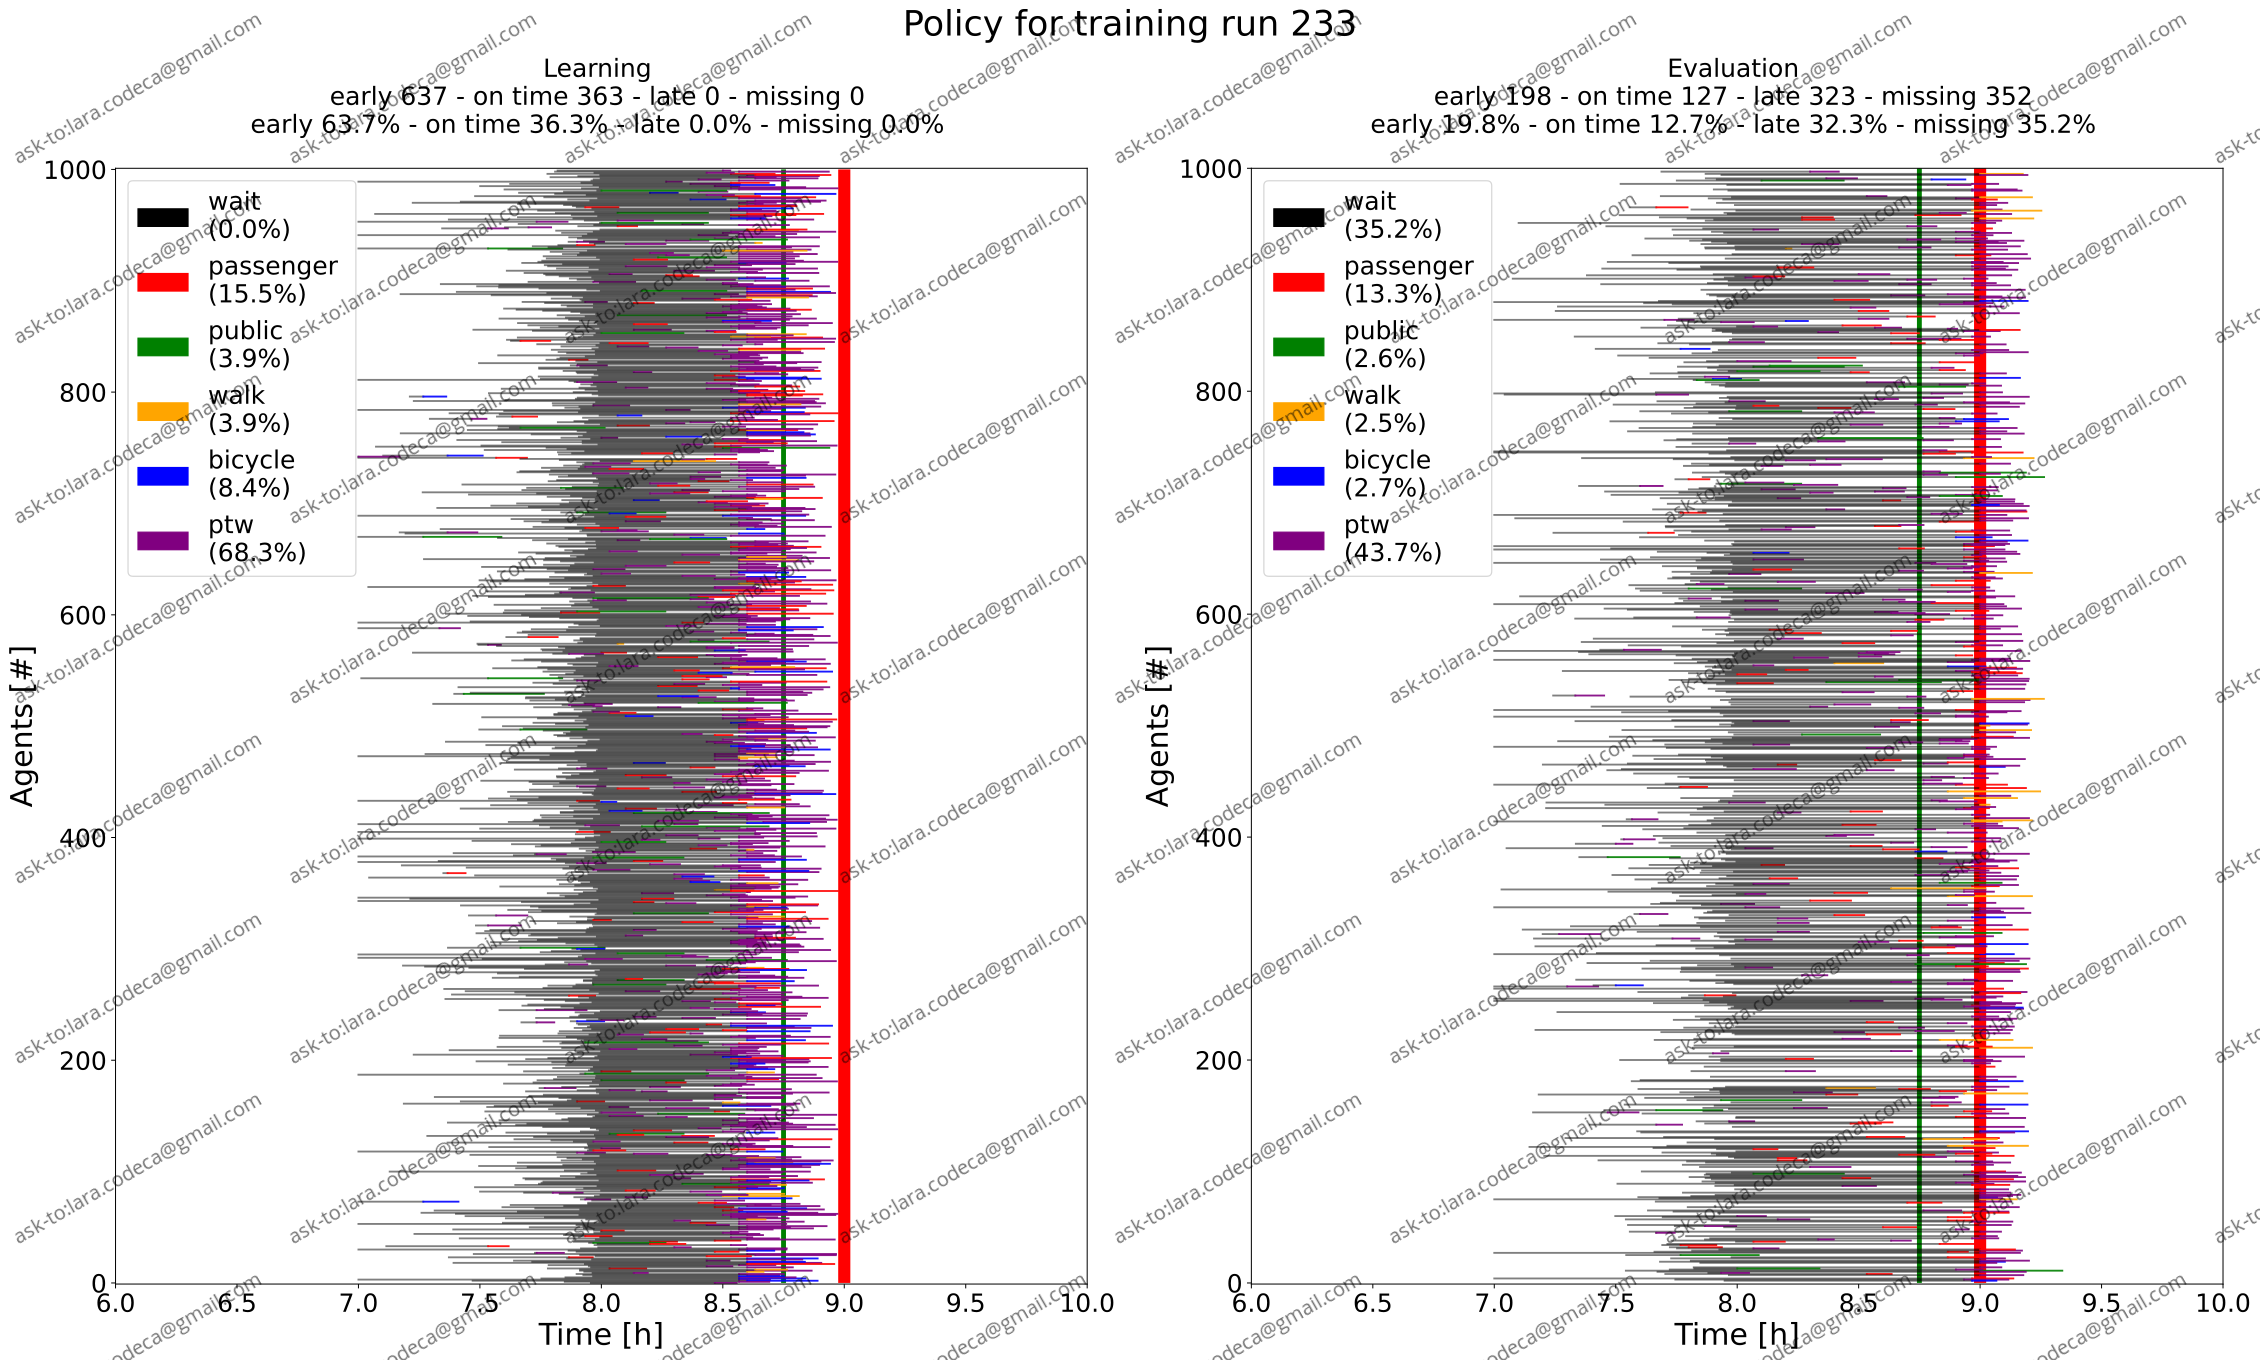 Policy for training run 233
Learning
early 637 - on time 363 - late 0 - missing 0
early 63.7% - on time 36.3% - late 0.0% - missing 0.0%
1000
800
600
400
200
0
Agents [#]
wait
(0.0%)
passenger
(15.5%)
public
(3.9%)
walk
(3.9%)
bicycle
(8.4%)
ptw
(68.3%)
6.0 6.5 7.0 7.5 8.0 8.5 9.0 9.5 10.0
Time [h]
Evaluation
early 198 - on time 127 - late 323 - missing 352
early 19.8% - on time 12.7% - late 32.3% - missing 35.2%
1000
800
600
400
200
0
Agents [#]
wait
(35.2%)
passenger
(13.3%)
public
(2.6%)
walk
(2.5%)
bicycle
(2.7%)
ptw
(43.7%)
6.0 6.5 7.0 7.5 8.0 8.5 9.0 9.5 10.0
Time [h]
ask-to:lara.codeca@gmail.com